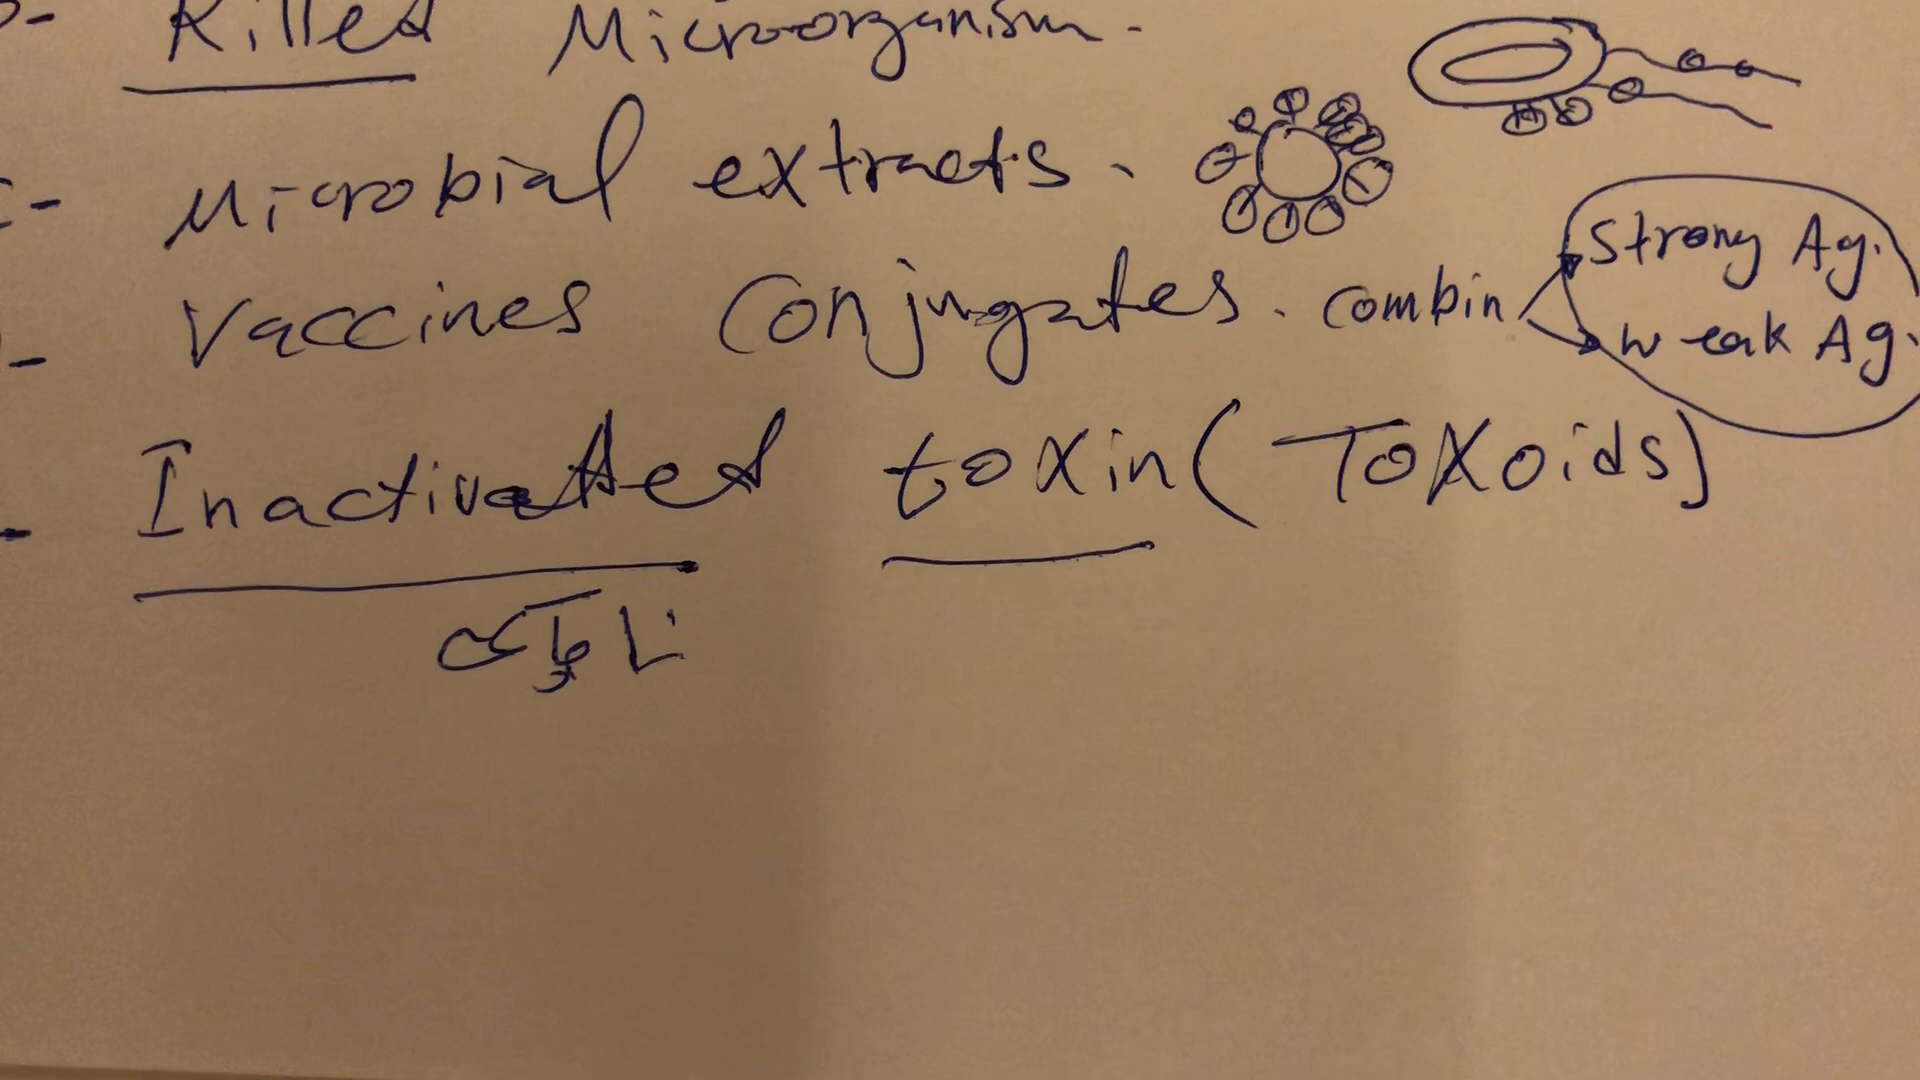 - Killed Microorganism.
- Microbial extracts.
- Vaccines Conjugates. combin Strong Ag.
weak Ag.
- Inactivated toxin (Toxoids)